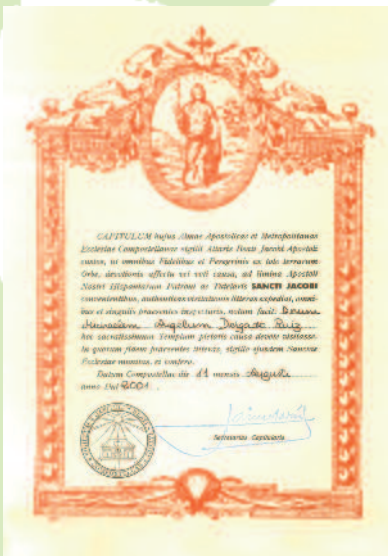 CAPITULUM hujus Almae Apostolicae et Metropolitanae
Ecclesiae Compostellanae sigilli Altaris Beati Jacobi Apostoli
custos, ut omnibus Fidelibus et Peregrinis ex toto terrarum
Orbe, devotionis affectu vel voti causa, ad limina Apostoli
Nostri Hispaniarum Patroni ac Tutelaris SANCTI JACOBI
convenientibus, authenticas visitationis litteras expediat, omni-
bus et singulis praesentes inspecturis, notum facit: Dnum
Angelum Delgado Ruiz
hoc sacratissimum Templum pietatis causa devote visitasse.
In quorum fidem praesentes litteras, sigillo ejusdem Sanctae
Ecclesiae munitas, ei confero.
Datum Compostellae die 11 mensis Augusti
anno Dni 2001
Secretarius Capitularis